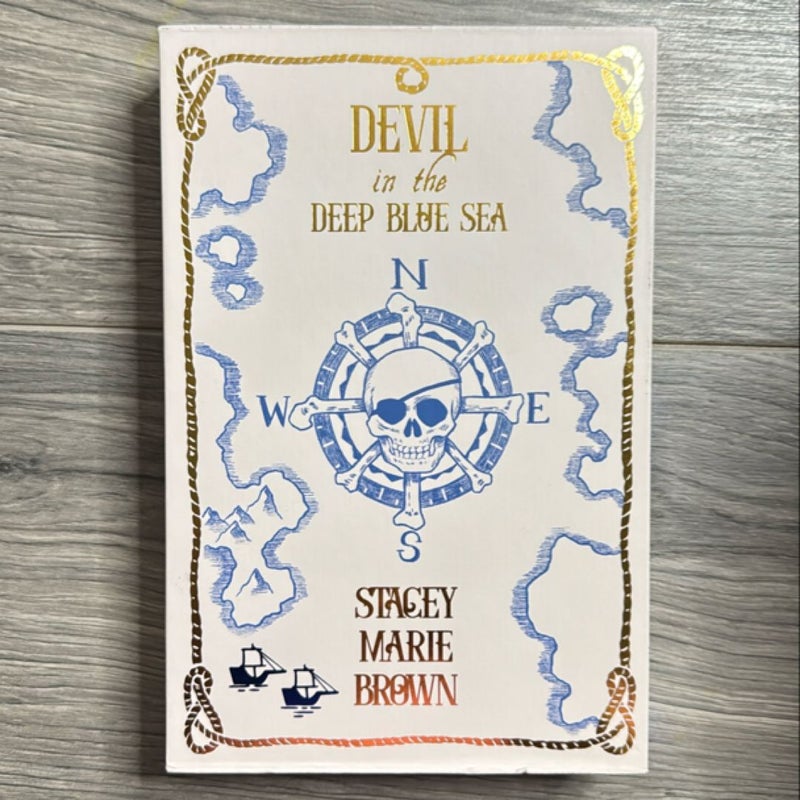 DEVIL
in the
DEEP BLUE SEA
N
W
E
S
STACEY
MARIE
BROWN